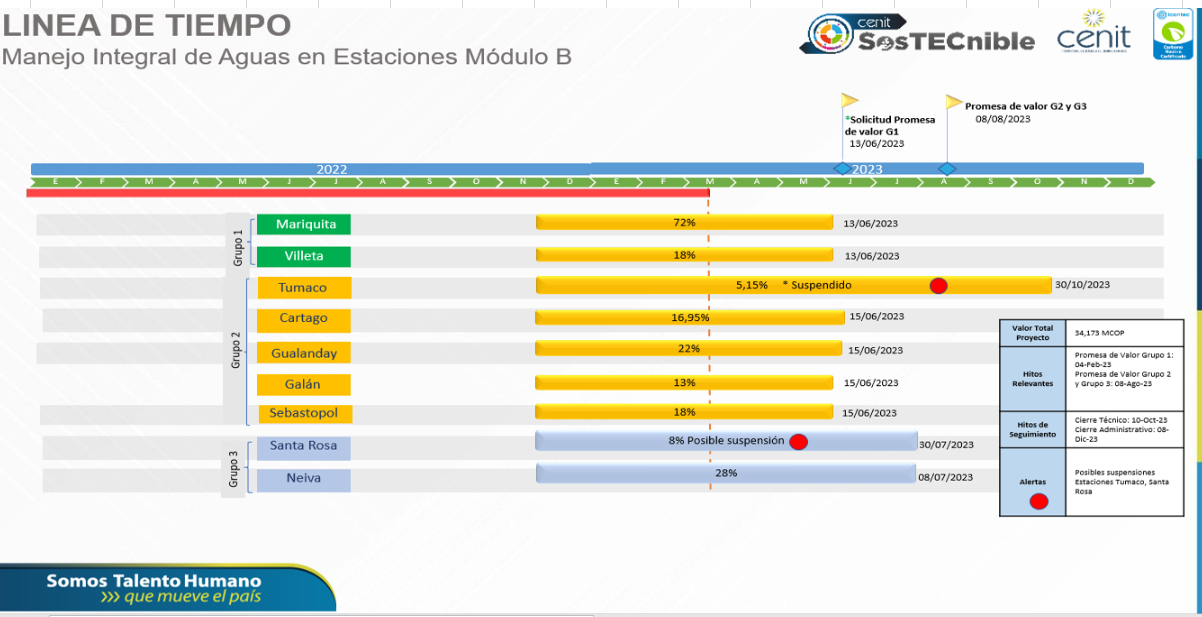 LINEA DE TIEMPO
Manejo Integral de Aguas en Estaciones Módulo B
cenit
SosTECnible
cenit
icontec
Promesa de valor G2 y G3
08/08/2023
*Solicitud Promesa
de valor G1
13/06/2023
2022
2023
E F M A M J J A S O N D E F M A M J J A S O N D
Grupo 1
Mariquita
72%
13/06/2023
Villeta
18%
13/06/2023
Grupo 2
Tumaco
5,15% * Suspendido
30/10/2023
Cartago
16,95%
15/06/2023
Gualanday
22%
15/06/2023
Galán
13%
15/06/2023
Sebastopol
18%
15/06/2023
Grupo 3
Santa Rosa
8% Posible suspensión
30/07/2023
Neiva
28%
08/07/2023
Valor Total
Proyecto
34,173 MCOP
Hitos
Relevantes
Promesa de Valor Grupo 1:
04-Feb-23
Promesa de Valor Grupo 2
y Grupo 3: 08-Ago-23
Hitos de
Seguimiento
Cierre Técnico: 10-Oct-23
Cierre Administrativo: 08-
Dic-23
Alertas
Posibles suspensiones
Estaciones Tumaco, Santa
Rosa
Somos Talento Humano
>>> que mueve el país